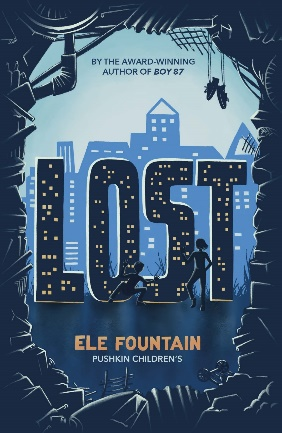 BY THE AWARD-WINNING
AUTHOR OF BOY 87
LOST
ELE FOUNTAIN
PUSHKIN CHILDREN'S